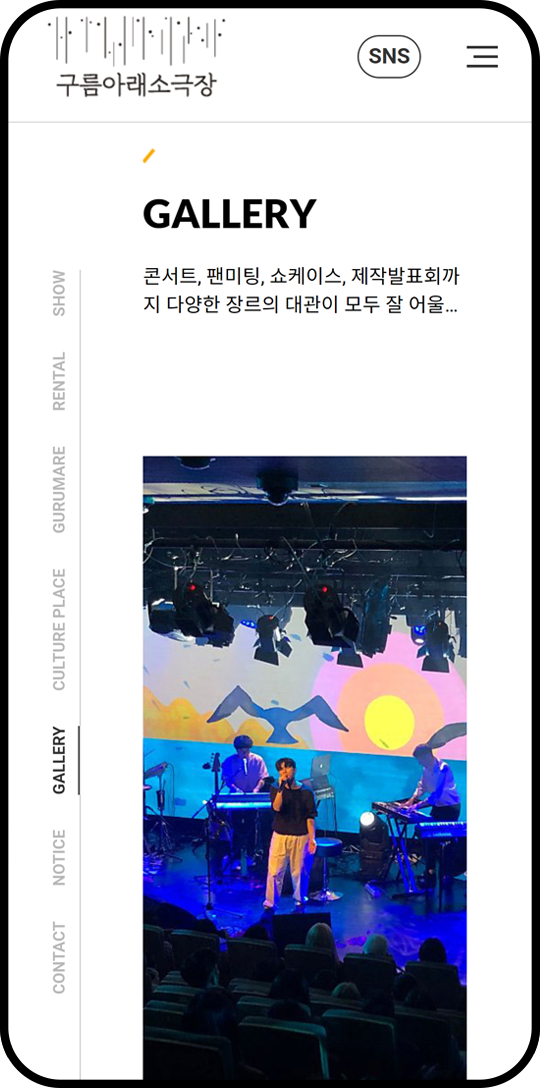 구름아래소극장
SNS
GALLERY
콘서트, 팬미팅, 쇼케이스, 제작발표회까
지 다양한 장르의 대관이 모두 잘 어울...
SHOW
RENTAL
GURUMARE
CULTURE PLACE
GALLERY
NOTICE
CONTACT